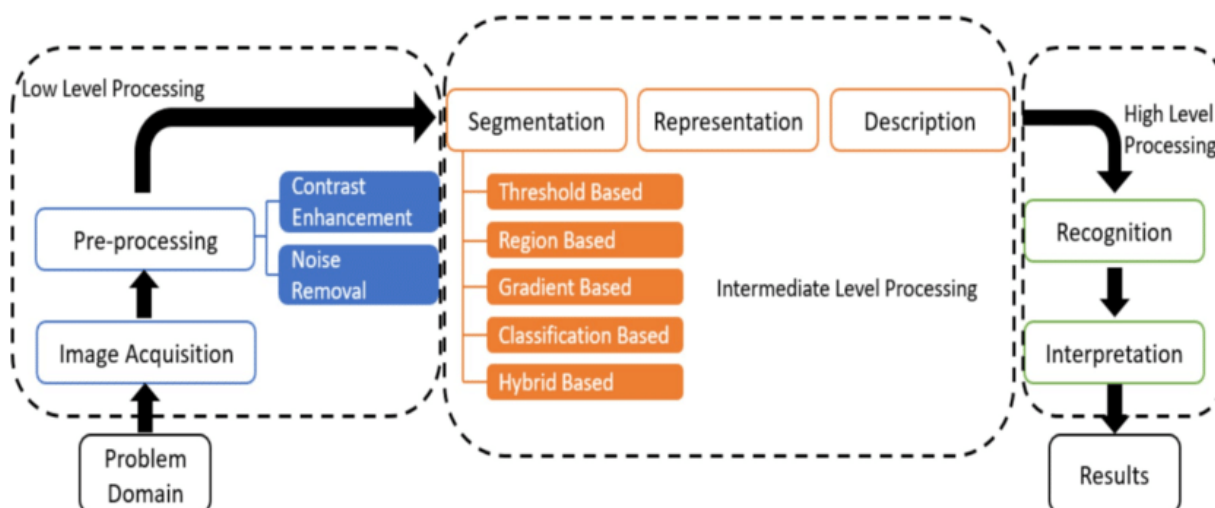 Low Level Processing
Pre-processing
Contrast
Enhancement
Noise
Removal
Image Acquisition
Problem
Domain
Segmentation
Representation
Description
Threshold Based
Region Based
Gradient Based
Classification Based
Hybrid Based
Intermediate Level Processing
High Level
Processing
Recognition
Interpretation
Results